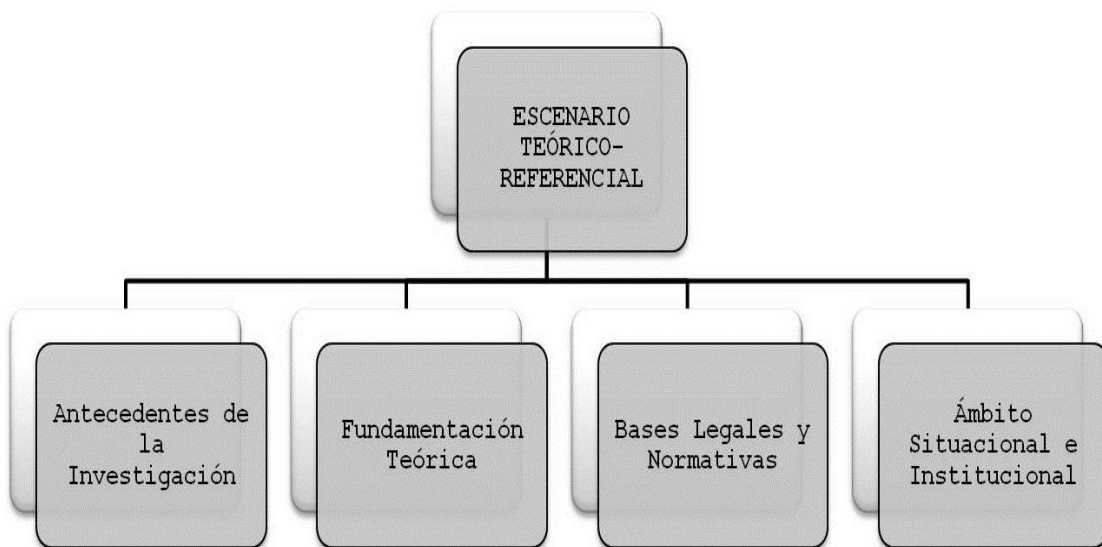 ESCENARIO
TEÓRICO-
REFERENCIAL
Antecedentes de
la
Investigación
Fundamentación
Teórica
Bases Legales y
Normativas
Ámbito
Situacional e
Institucional